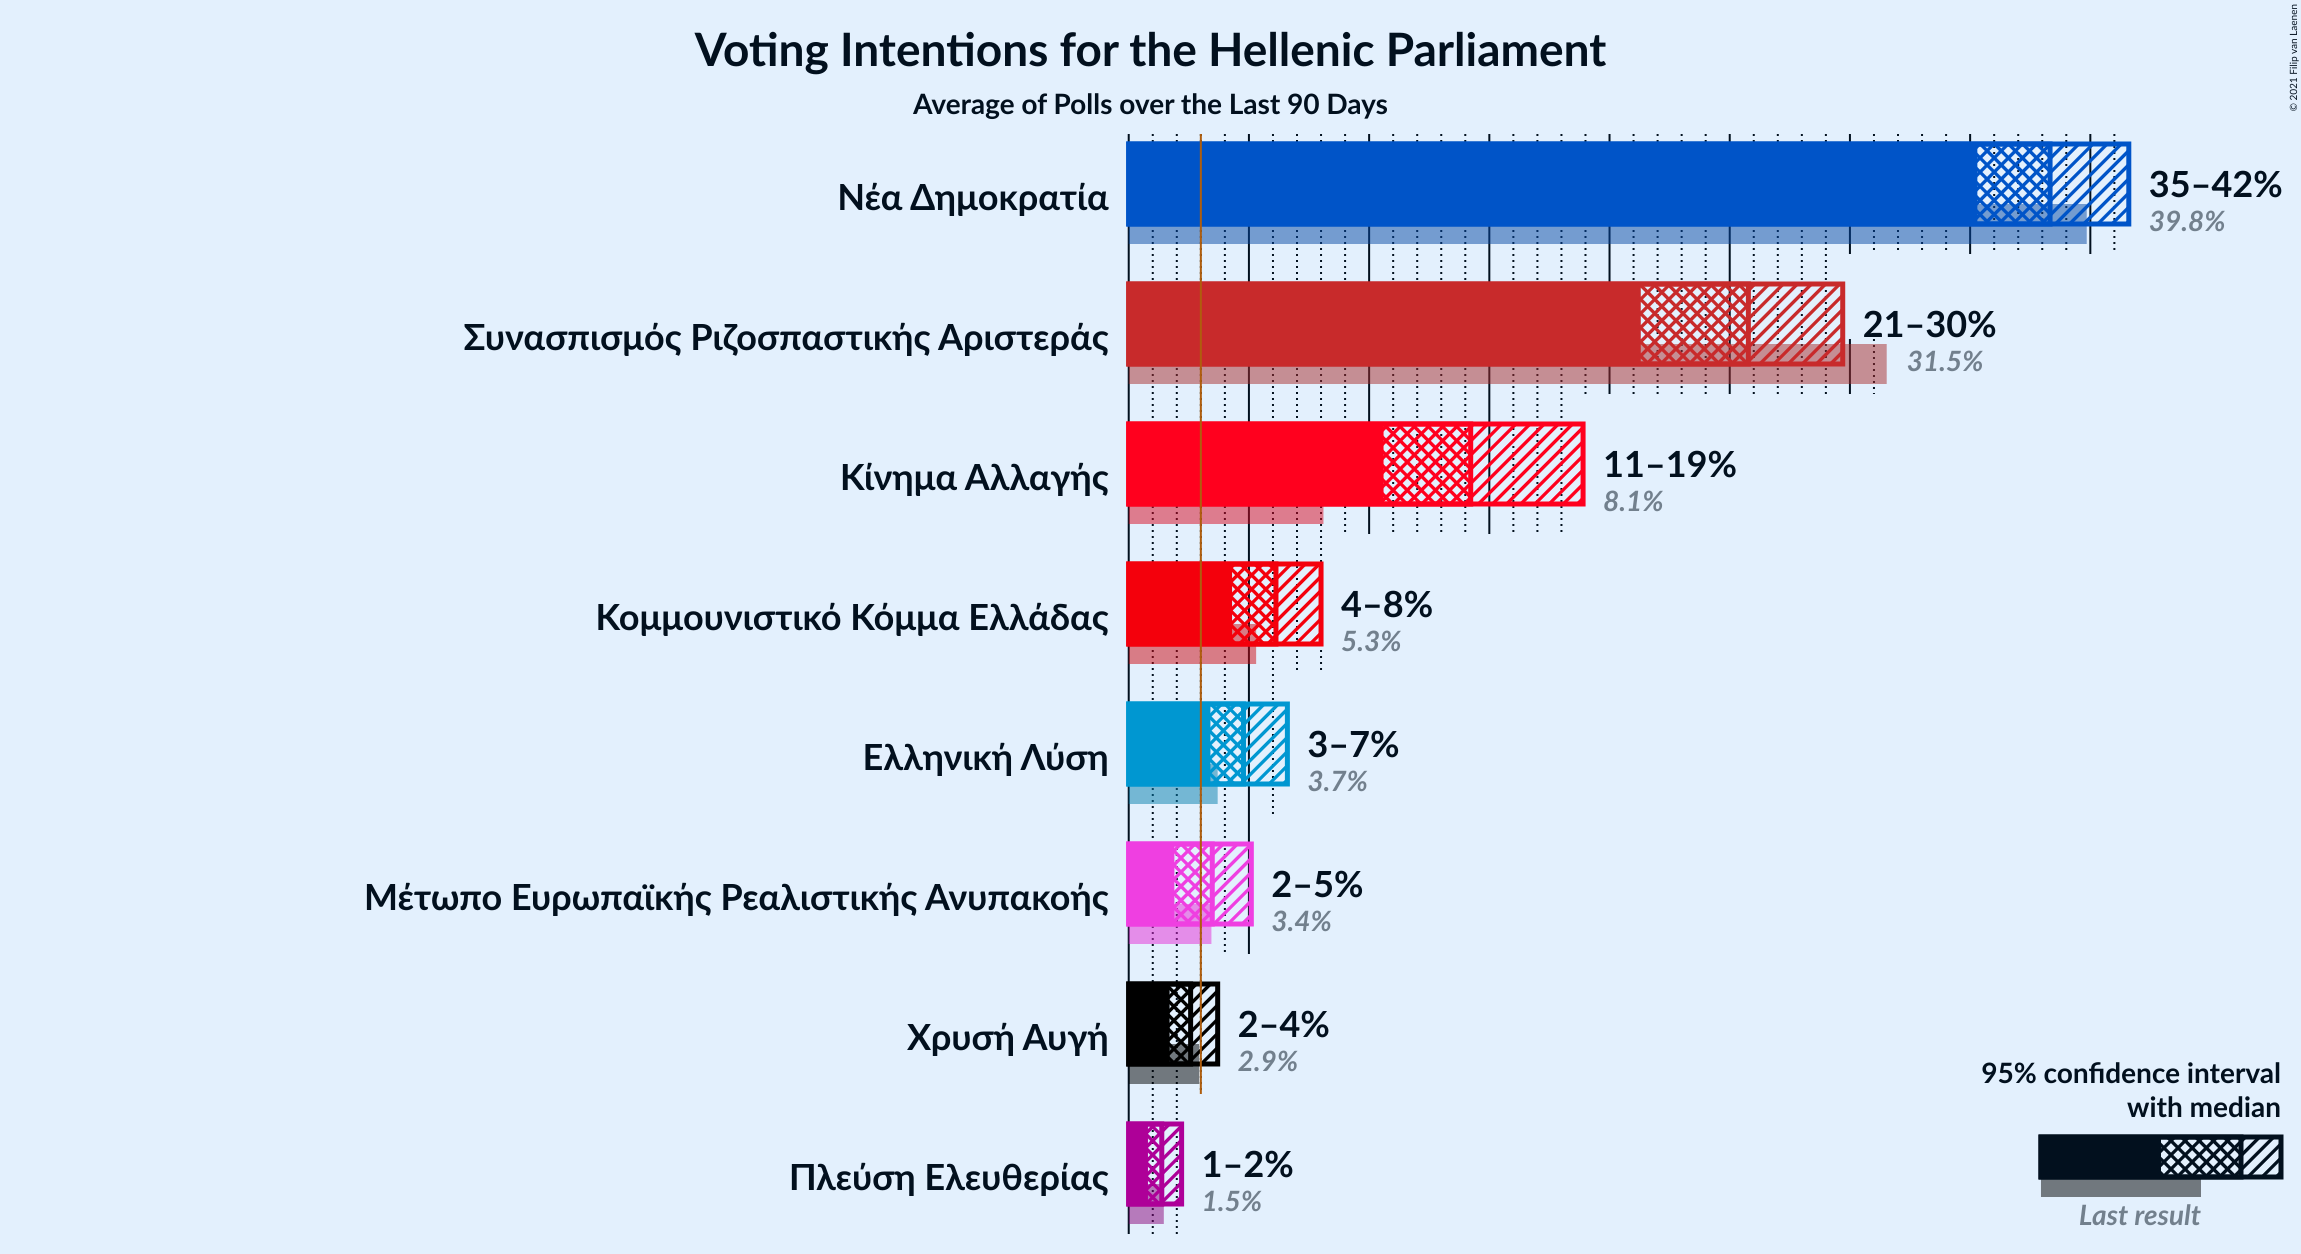 © 2021 Filip van Laenen
Voting Intentions for the Hellenic Parliament
Average of Polls over the Last 90 Days
Νέα Δημοκρατία
35–42%
39.8%
Συνασπισμός Ριζοσπαστικής Αριστεράς
21–30%
31.5%
Κίνημα Αλλαγής
11–19%
8.1%
Κομμουνιστικό Κόμμα Ελλάδας
4–8%
5.3%
Ελληνική Λύση
3–7%
3.7%
Μέτωπο Ευρωπαϊκής Ρεαλιστικής Ανυπακοής
2–5%
3.4%
Χρυσή Αυγή
2–4%
2.9%
Πλεύση Ελευθερίας
1–2%
1.5%
95% confidence interval
with median
Last result